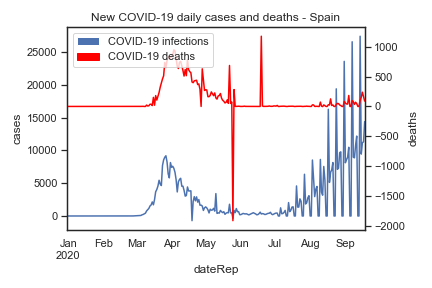 New COVID-19 daily cases and deaths - Spain
COVID-19 infections
COVID-19 deaths
25000
20000
15000
10000
5000
0
cases
1000
500
0
−500
−1000
−1500
−2000
deaths
Jan Feb Mar Apr May Jun Jul Aug Sep
2020
dateRep